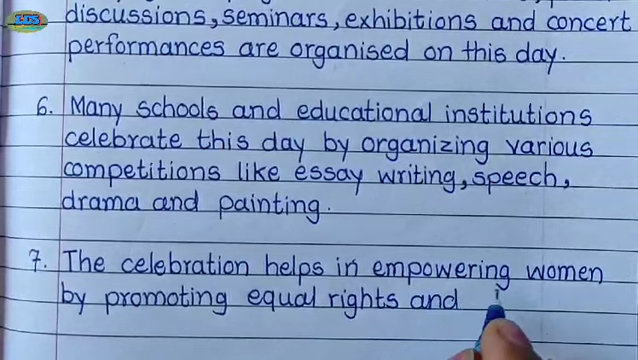 LDS
discussions, seminars, exhibitions and concert
performances are organised on this day.
6. Many schools and educational institutions
celebrate this day by organizing various
competitions like essay writing, speech,
drama and painting.
7. The celebration helps in empowering women
by promoting equal rights and